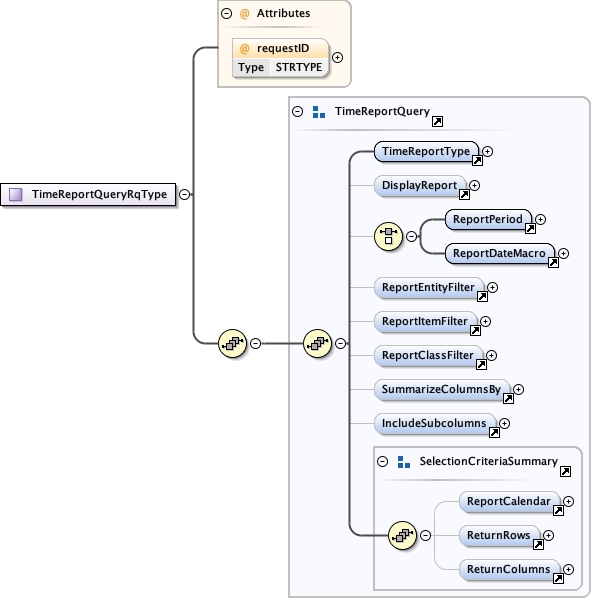 @ Attributes
@ requestID
Type STRTYPE
TimeReportQuery
TimeReportType
DisplayReport
TimeReportQueryRqType
ReportPeriod
ReportDateMacro
ReportEntityFilter
ReportItemFilter
ReportClassFilter
SummarizeColumnsBy
IncludeSubcolumns
SelectionCriteriaSummary
ReportCalendar
ReturnRows
ReturnColumns